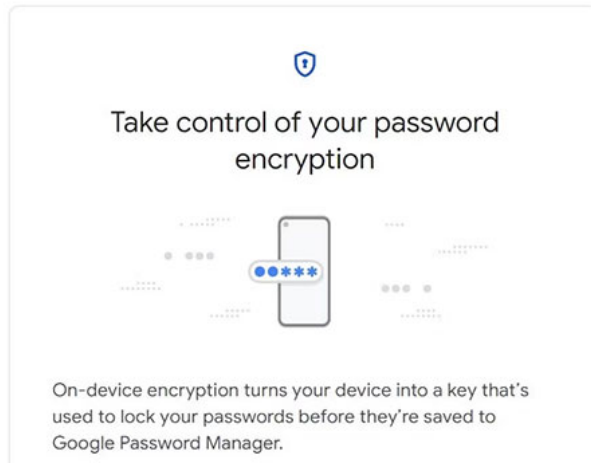 Take control of your password
encryption
On-device encryption turns your device into a key that's
used to lock your passwords before they're saved to
Google Password Manager.